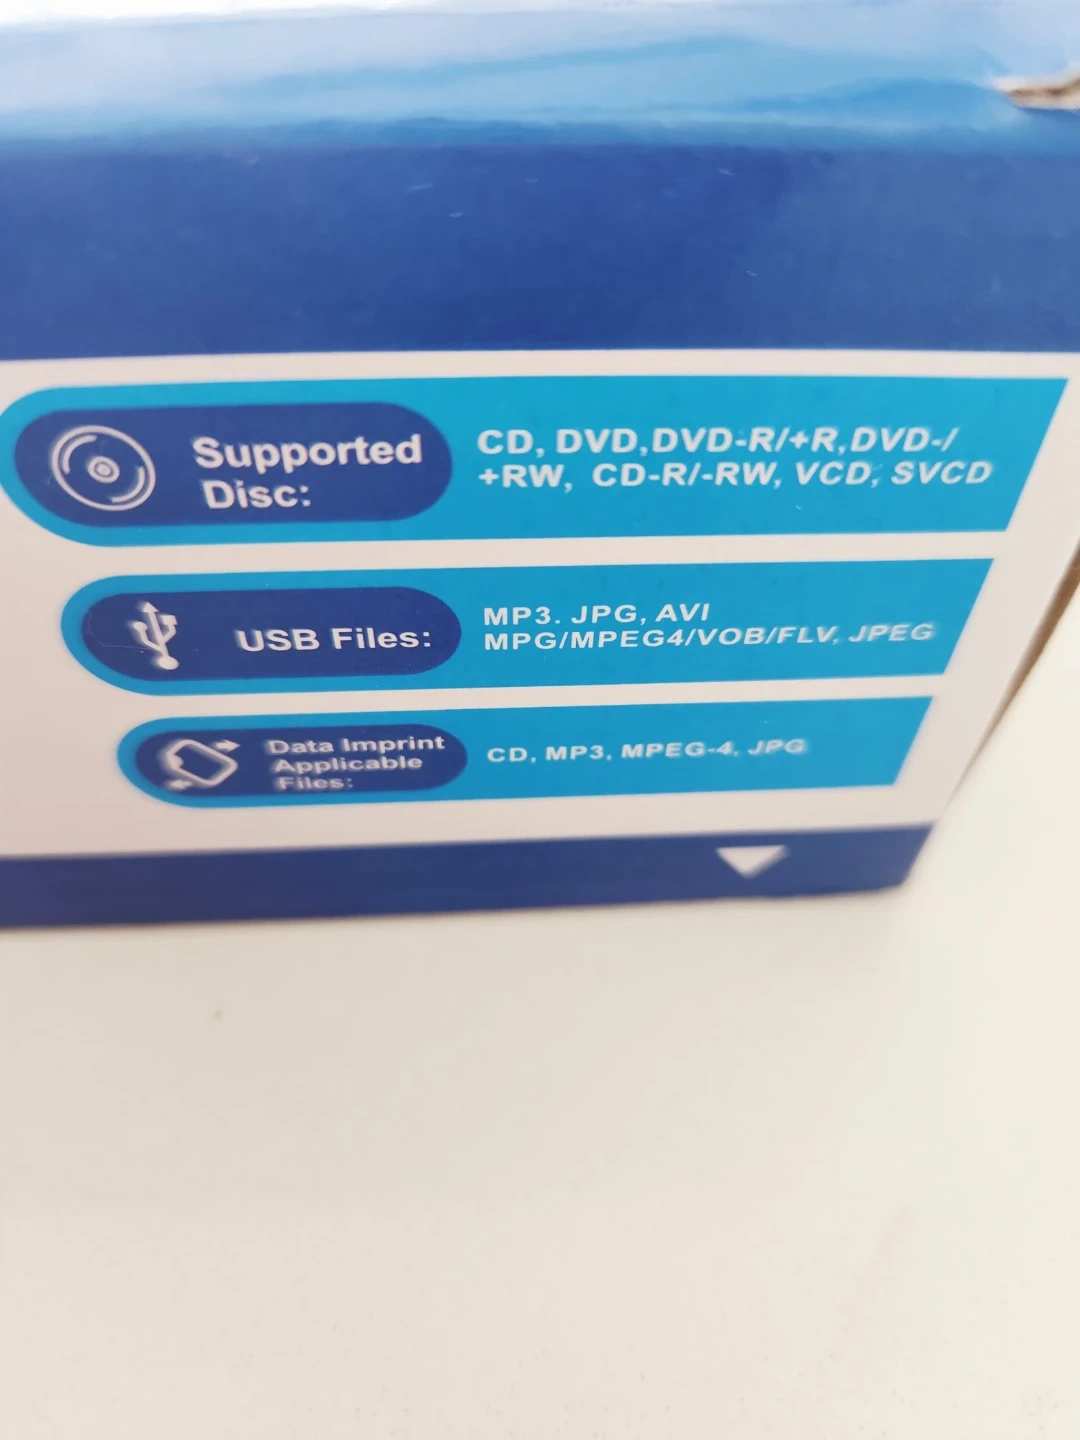 Supported
Disc:
CD, DVD,DVD-R/+R,DVD-/
+RW, CD-R/-RW, VCD, SVCD
USB Files:
MP3. JPG, AVI
MPG/MPEG4/VOB/FLV, JPEG
Data Imprint
Applicable
Files:
CD, MP3, MPEG-4, JPG